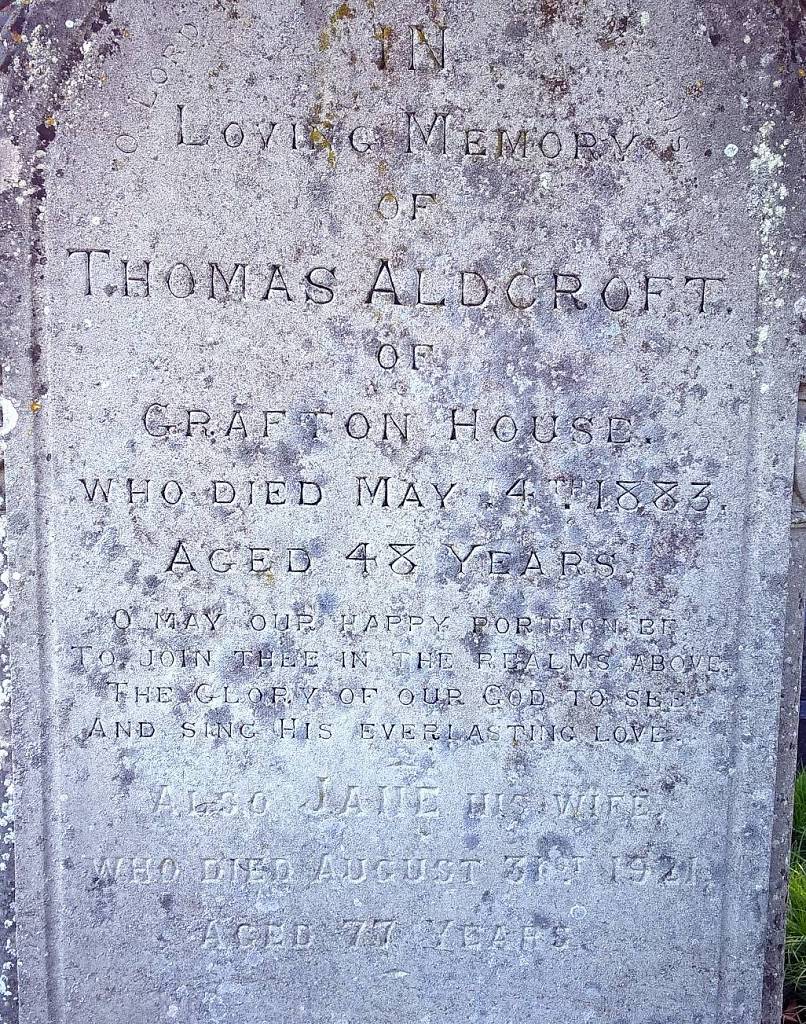 O LORD
IN
LOVING MEMORY
OF
THOMAS ALDCROFT.
OF
GRAFTON HOUSE.
WHO DIED MAY 4TH 1883.
AGED 48 YEARS.
O MAY OUR HAPPY PORTION BE
TO JOIN THEE IN THE REALMS ABOVE.
THE GLORY OF OUR GOD TO SEE
AND SING HIS EVERLASTING LOVE.
ALSO JANE HIS WIFE,
WHO DIED AUGUST 31ST 1921,
AGED 77 YEARS.